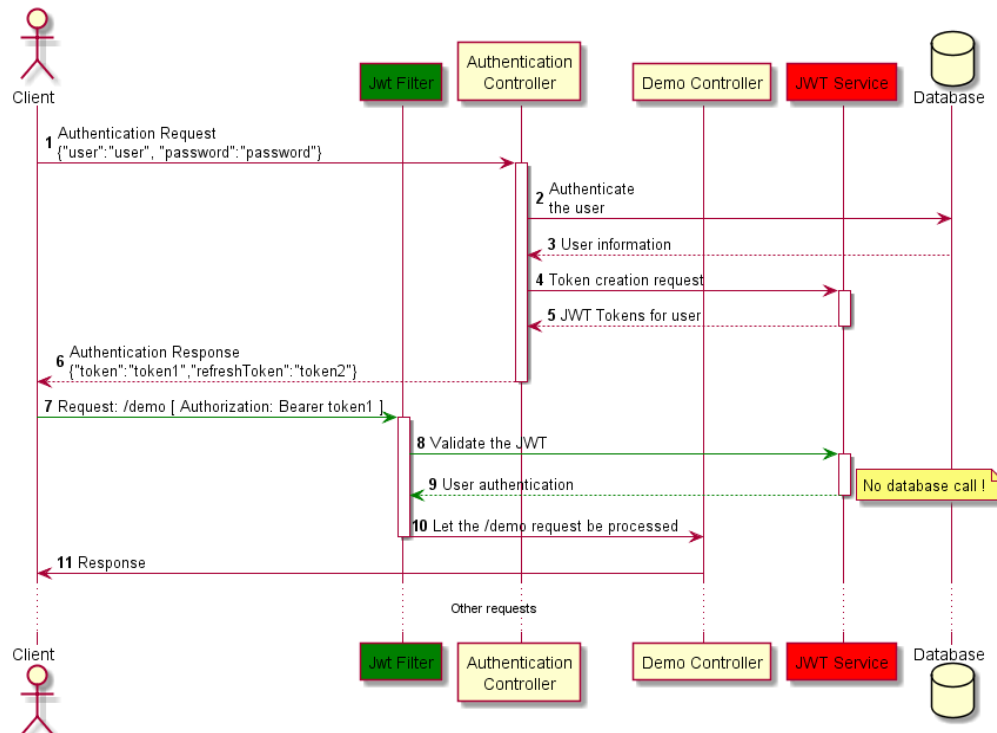 Client
Jwt Filter
Authentication
Controller
Demo Controller
JWT Service
Database
1 Authentication Request
{"user":"user", "password":"password"}
2 Authenticate
the user
3 User information
4 Token creation request
5 JWT Tokens for user
6 Authentication Response
{"token":"token1","refreshToken":"token2"}
7 Request: /demo [ Authorization: Bearer token1 ]
8 Validate the JWT
9 User authentication
No database call !
10 Let the /demo request be processed
11 Response
Other requests
Client
Jwt Filter
Authentication
Controller
Demo Controller
JWT Service
Database